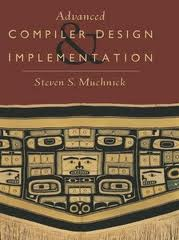 Advanced
COMPILER DESIGN
&
IMPLEMENTATION
Steven S. Muchnick